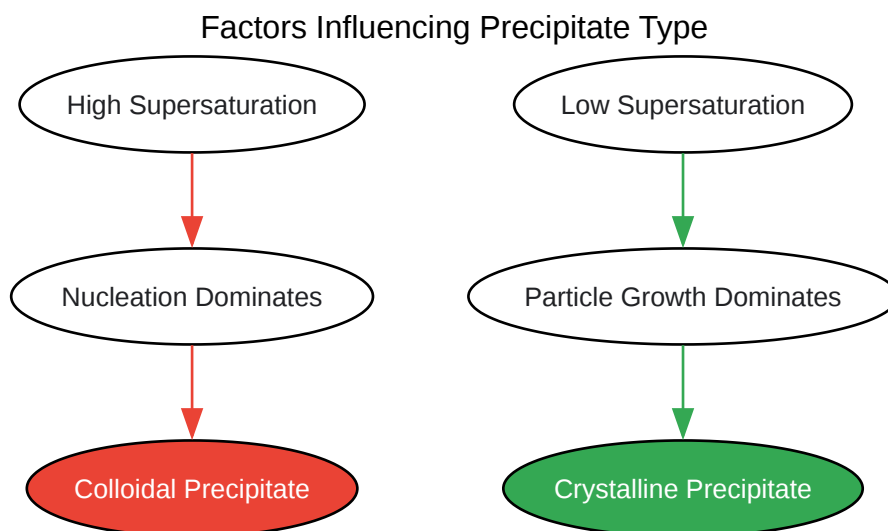 Factors Influencing Precipitate Type
High Supersaturation
Low Supersaturation
Nucleation Dominates
Particle Growth Dominates
Colloidal Precipitate
Crystalline Precipitate